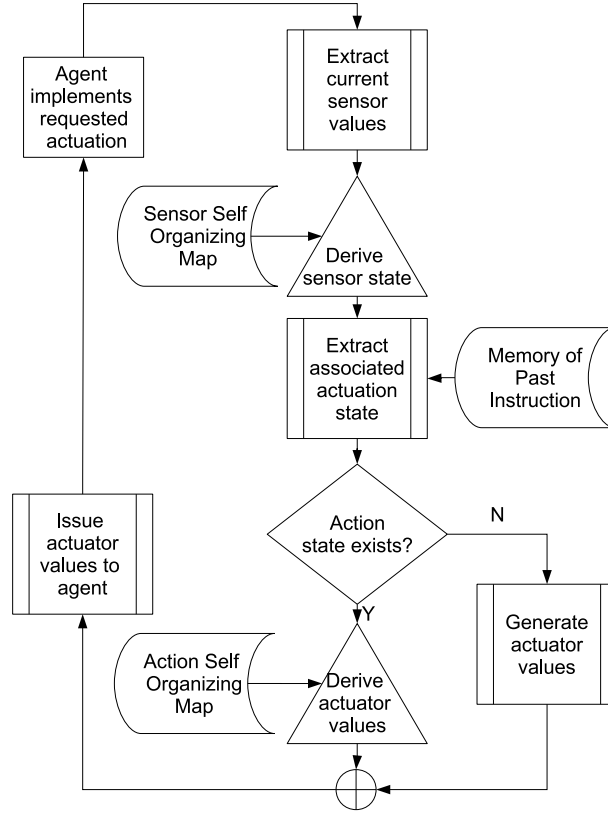 Agent
implements
requested
actuation
Extract
current
sensor
values
Sensor Self
Organizing
Map
Derive
sensor state
Extract
associated
actuation
state
Memory of
Past
Instruction
Action
state exists?
N
Y
Issue
actuator
values to
agent
Generate
actuator
values
Action Self
Organizing
Map
Derive
actuator
values